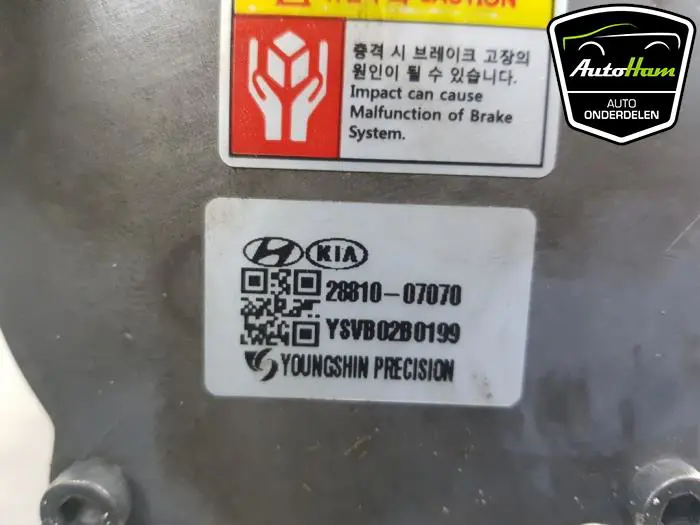 CAUTION
충격 시 브레이크 고장의
원인이 될 수 있습니다.
Impact can cause
Malfunction of Brake
System.
AutoHam
AUTO
ONDERDELEN
KIA
28810-07070
YSVB02B0199
YOUNGSHIN PRECISION